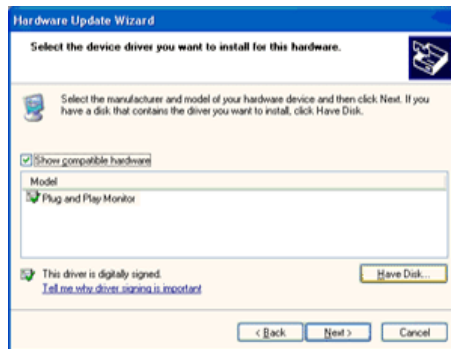 Hardware Update Wizard
Select the device driver you want to install for this hardware.
Select the manufacturer and model of your hardware device and then click Next. If you
have a disk that contains the driver you want to install, click Have Disk.
Show compatible hardware
Model
Plug and Play Monitor
This driver is digitally signed.
Tell me why driver signing is important
Have Disk...
< Back
Next >
Cancel